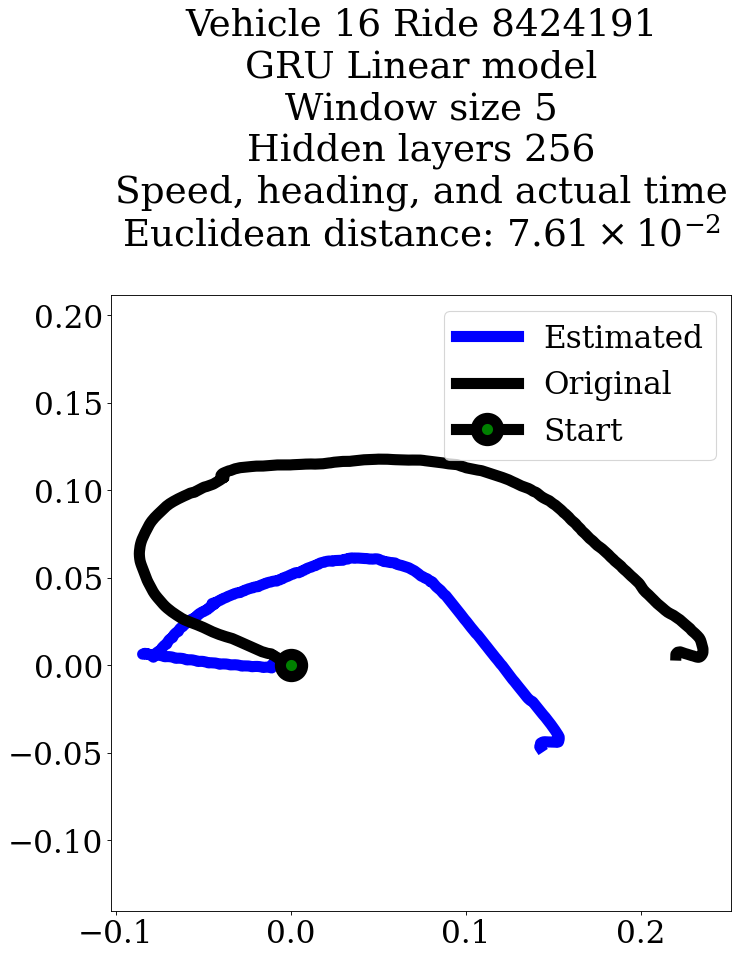 Vehicle 16 Ride 8424191
GRU Linear model
Window size 5
Hidden layers 256
Speed, heading, and actual time
Euclidean distance: 7.61 × 10⁻²
Estimated
Original
Start
0.20
0.15
0.10
0.05
0.00
−0.05
−0.10
−0.1 0.0 0.1 0.2